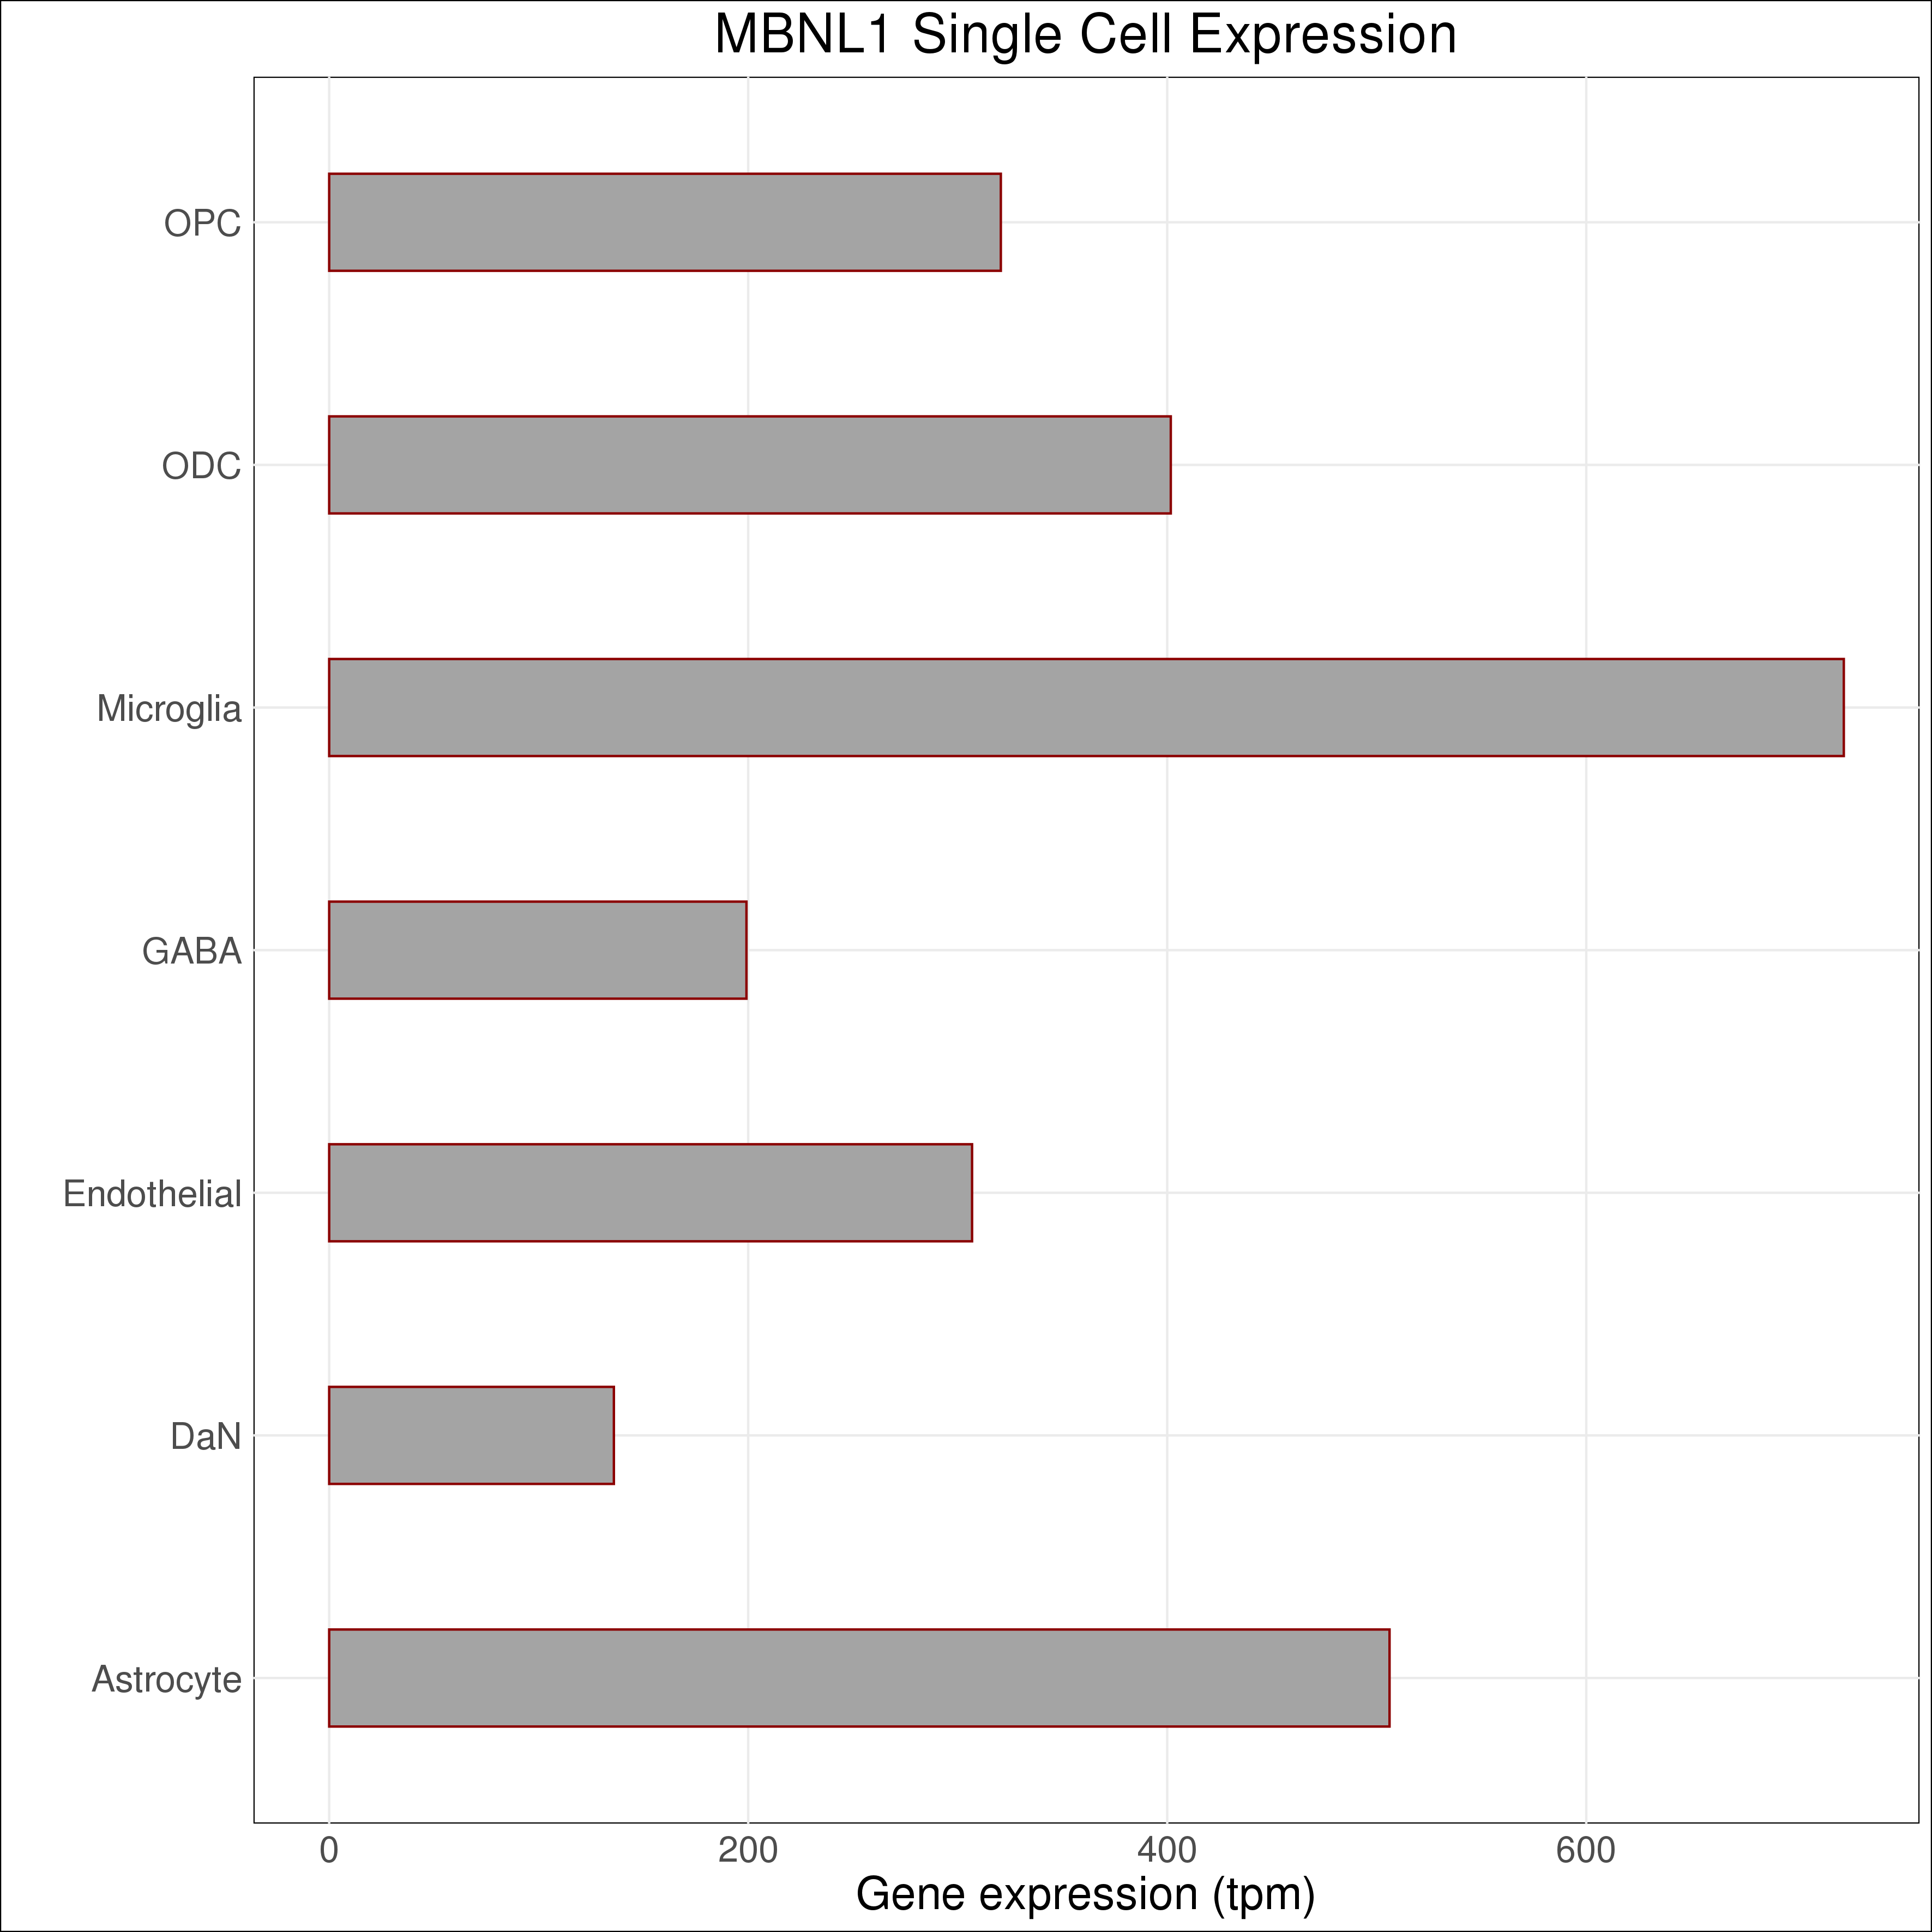 MBNL1 Single Cell Expression
OPC
ODC
Microglia
GABA
Endothelial
DaN
Astrocyte
0 200 400 600
Gene expression (tpm)